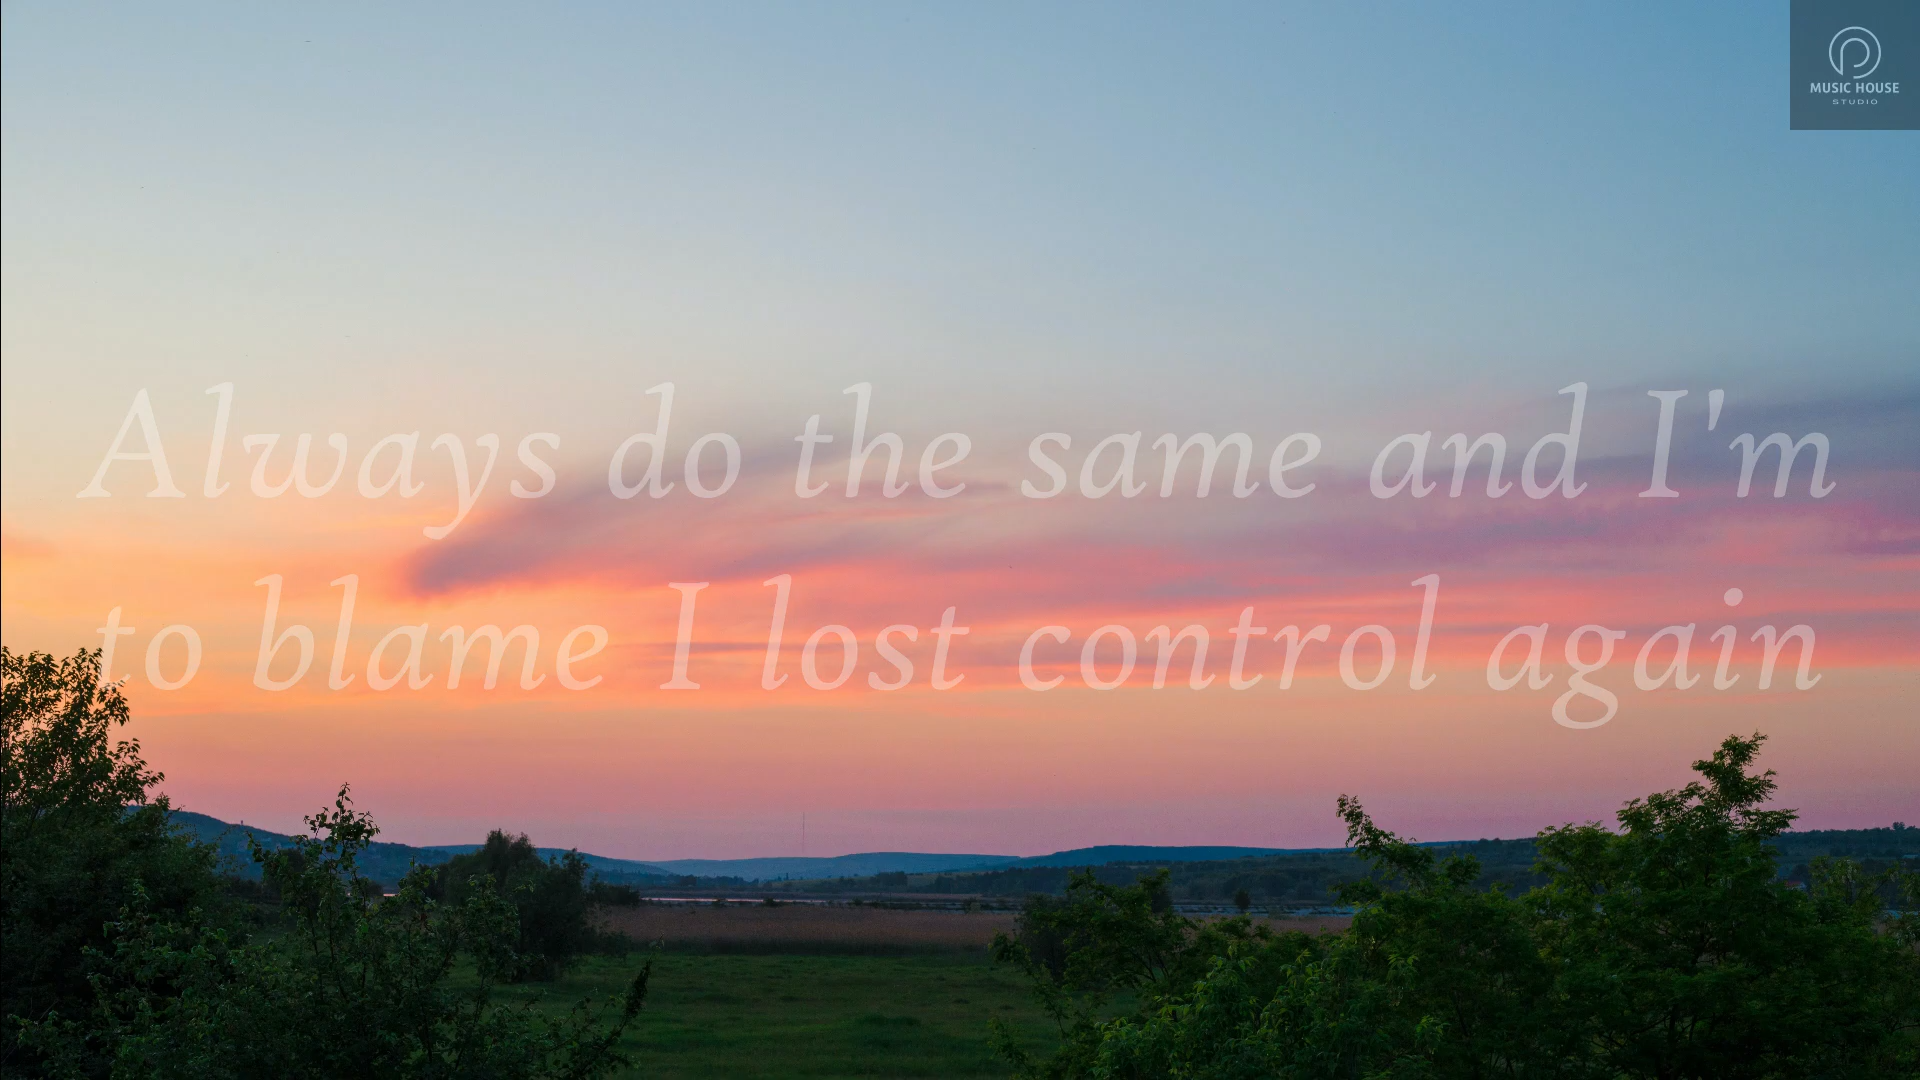 MUSIC HOUSE
STUDIO
Always do the same and I'm
to blame I lost control again